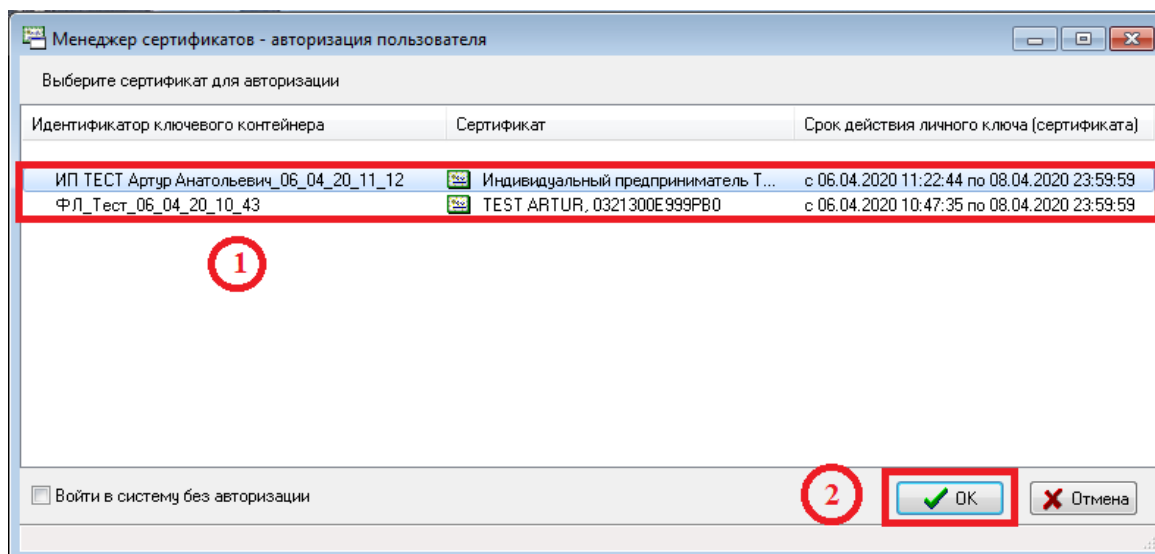 Менеджер сертификатов - авторизация пользователя
Выберите сертификат для авторизации
Идентификатор ключевого контейнера Сертификат Срок действия личного ключа (сертификата)
ИП ТЕСТ Артур Анатольевич_06_04_20_11_12 Индивидуальный предприниматель Т... с 06.04.2020 11:22:44 по 08.04.2020 23:59:59
ФЛ_Тест_06_04_20_10_43 TEST ARTUR, 0321300E999PB0 с 06.04.2020 10:47:35 по 08.04.2020 23:59:59
1
Войти в систему без авторизации 2 OK Отмена